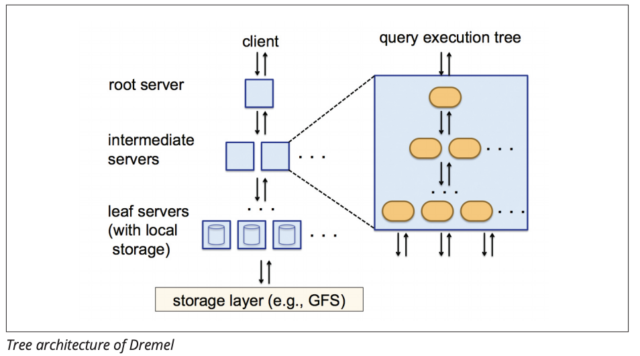 client
query execution tree
root server
intermediate
servers
. . .
. . .
. . .
. . .
leaf servers
(with local
storage)
. . .
. . .
storage layer (e.g., GFS)
Tree architecture of Dremel